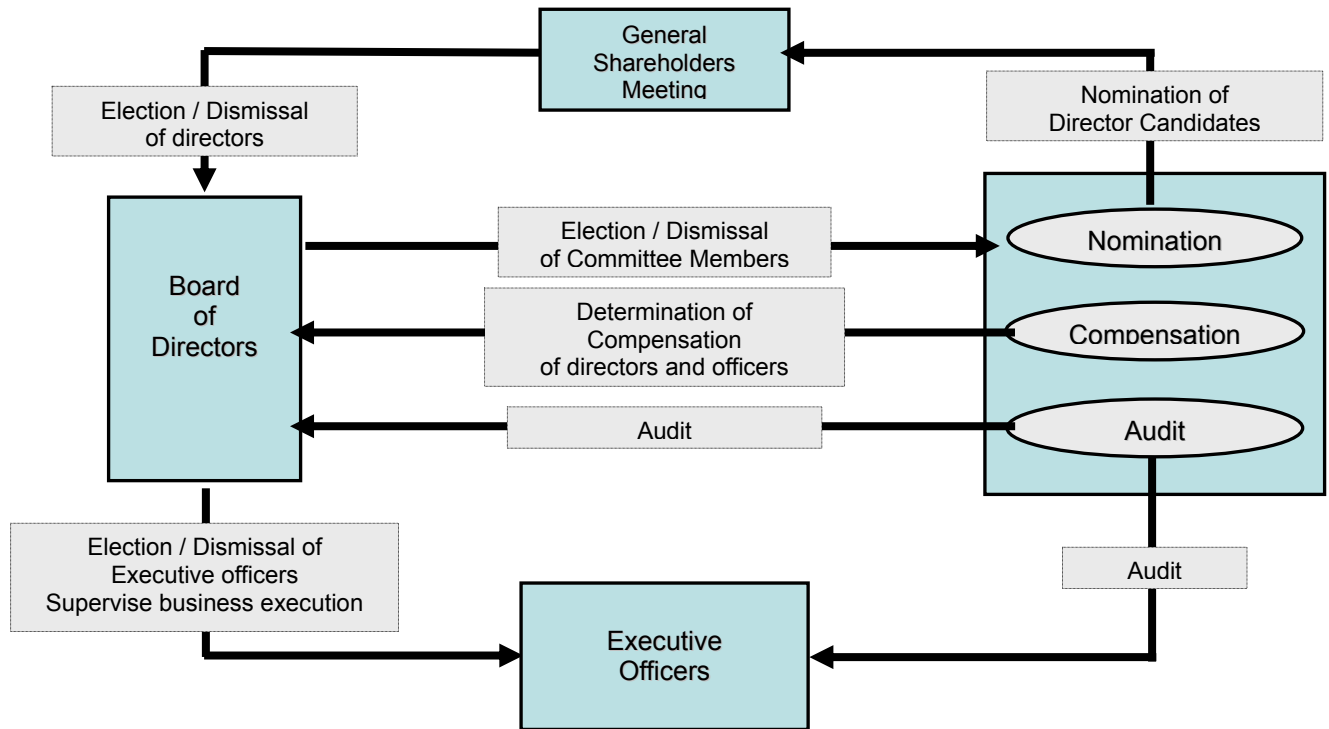 General
Shareholders
Meeting
Election / Dismissal
of directors
Nomination of
Director Candidates
Board
of
Directors
Election / Dismissal
of Committee Members
Nomination
Determination of
Compensation
of directors and officers
Compensation
Audit
Audit
Election / Dismissal of
Executive officers
Supervise business execution
Audit
Executive
Officers